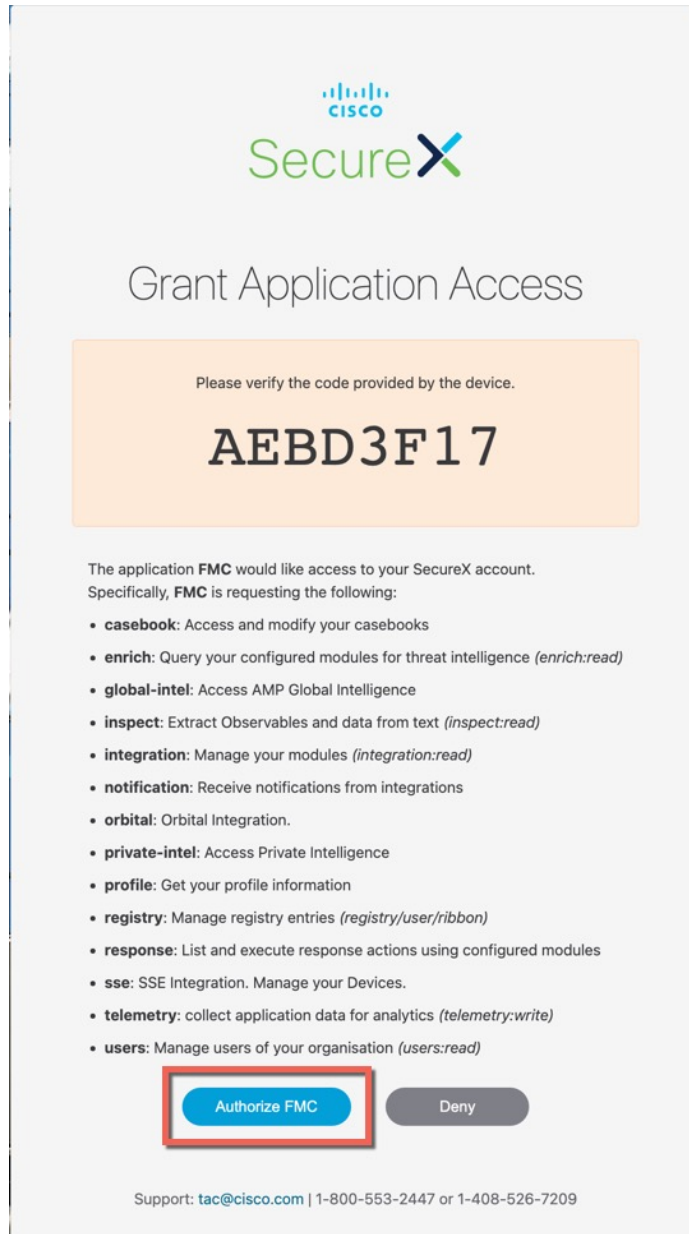 CISCO
SecureX
Grant Application Access
Please verify the code provided by the device.
AEBD3F17
The application FMC would like access to your SecureX account.
Specifically, FMC is requesting the following:
• casebook: Access and modify your casebooks
• enrich: Query your configured modules for threat intelligence (enrich:read)
• global-intel: Access AMP Global Intelligence
• inspect: Extract Observables and data from text (inspect:read)
• integration: Manage your modules (integration:read)
• notification: Receive notifications from integrations
• orbital: Orbital Integration.
• private-intel: Access Private Intelligence
• profile: Get your profile information
• registry: Manage registry entries (registry/user/ribbon)
• response: List and execute response actions using configured modules
• sse: SSE Integration. Manage your Devices.
• telemetry: collect application data for analytics (telemetry:write)
• users: Manage users of your organisation (users:read)
Authorize FMC Deny
Support: tac@cisco.com | 1-800-553-2447 or 1-408-526-7209